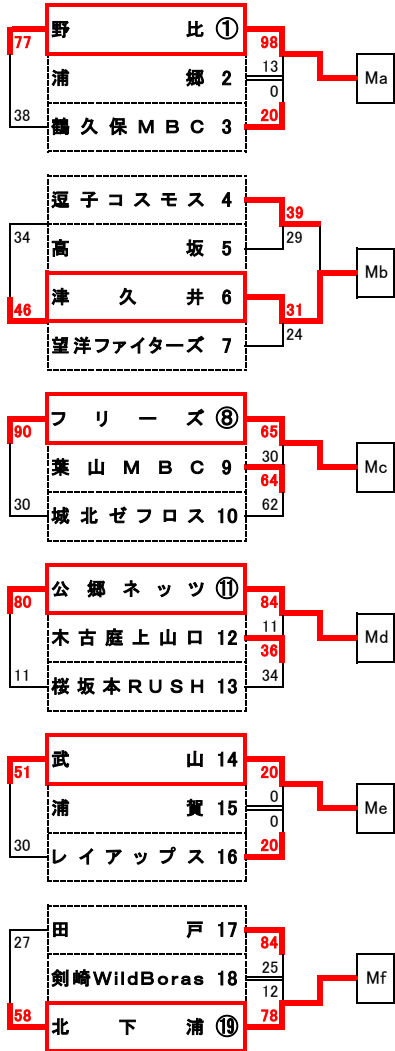 77 野比 ① 98
浦郷 2 13 Ma
0
38 鶴久保MBC 3 20
逗子コスモス 4 39
34 高坂 5 29
Mb
46 津久井 6 31
望洋ファイターズ 7 24
90 フリーズ ⑧ 65
葉山MBC 9 30 Mc
64
30 城北ゼフロス 10 62
80 公郷ネッツ ⑪ 84
木古庭上山口 12 11 Md
36
11 桜坂本RUSH 13 34
51 武山 14 20
浦賀 15 0 Me
0
30 レイアップス 16 20
27 田戸 17 84
剣崎WildBoras 18 25 Mf
12
58 北下浦 ⑲ 78